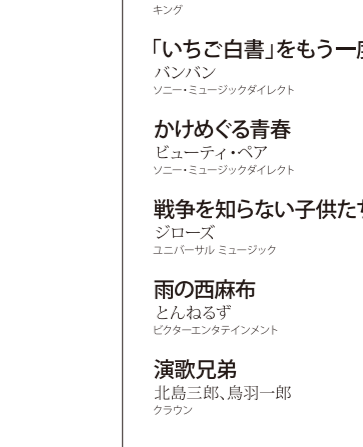 キング
「いちご白書」をもう一度
バンバン
ソニー・ミュージックダイレクト
かけめぐる青春
ビューティ・ペア
ソニー・ミュージックダイレクト
戦争を知らない子供た
ジローズ
ユニバーサル ミュージック
雨の西麻布
とんねるず
ビクターエンタテインメント
演歌兄弟
北島三郎、鳥羽一郎
クラウン